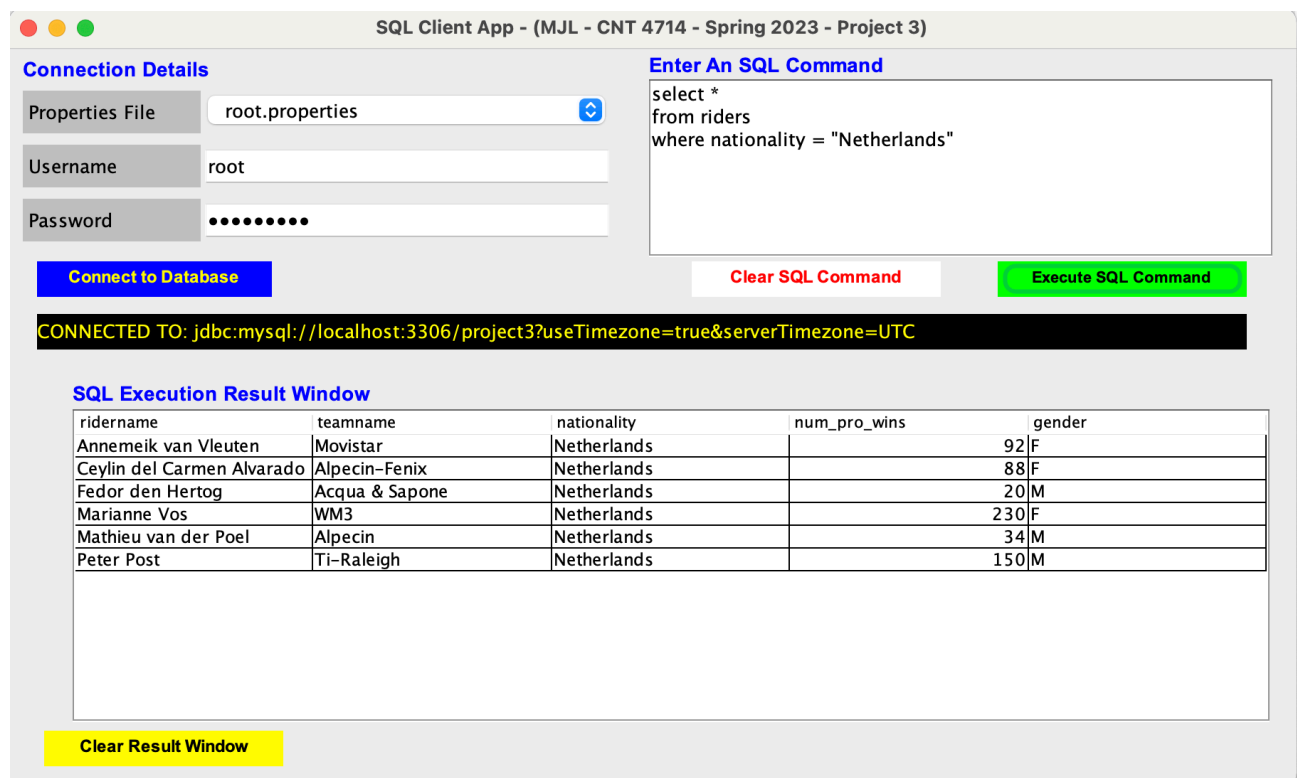 SQL Client App - (MJL - CNT 4714 - Spring 2023 - Project 3)
Connection Details
Properties File root.properties
Username root
Password •••••••••
Connect to Database
Enter An SQL Command
select *
from riders
where nationality = "Netherlands"
Clear SQL Command Execute SQL Command
CONNECTED TO: jdbc:mysql://localhost:3306/project3?useTimezone=true&serverTimezone=UTC
SQL Execution Result Window
ridername teamname nationality num_pro_wins gender
Annemeik van Vleuten Movistar Netherlands 92 F
Ceylin del Carmen Alvarado Alpecin-Fenix Netherlands 88 F
Fedor den Hertog Acqua & Sapone Netherlands 20 M
Marianne Vos WM3 Netherlands 230 F
Mathieu van der Poel Alpecin Netherlands 34 M
Peter Post Ti-Raleigh Netherlands 150 M
Clear Result Window